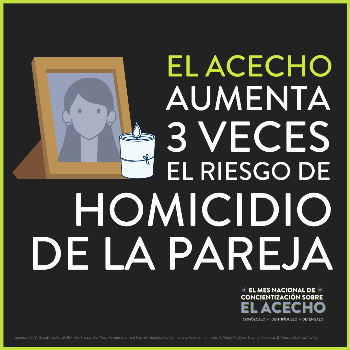 EL ACECHO
AUMENTA
3 VECES
EL RIESGO DE
HOMICIDIO
DE LA PAREJA
EL MES NACIONAL DE
CONCIENTIZACIÓN SOBRE
EL ACECHO